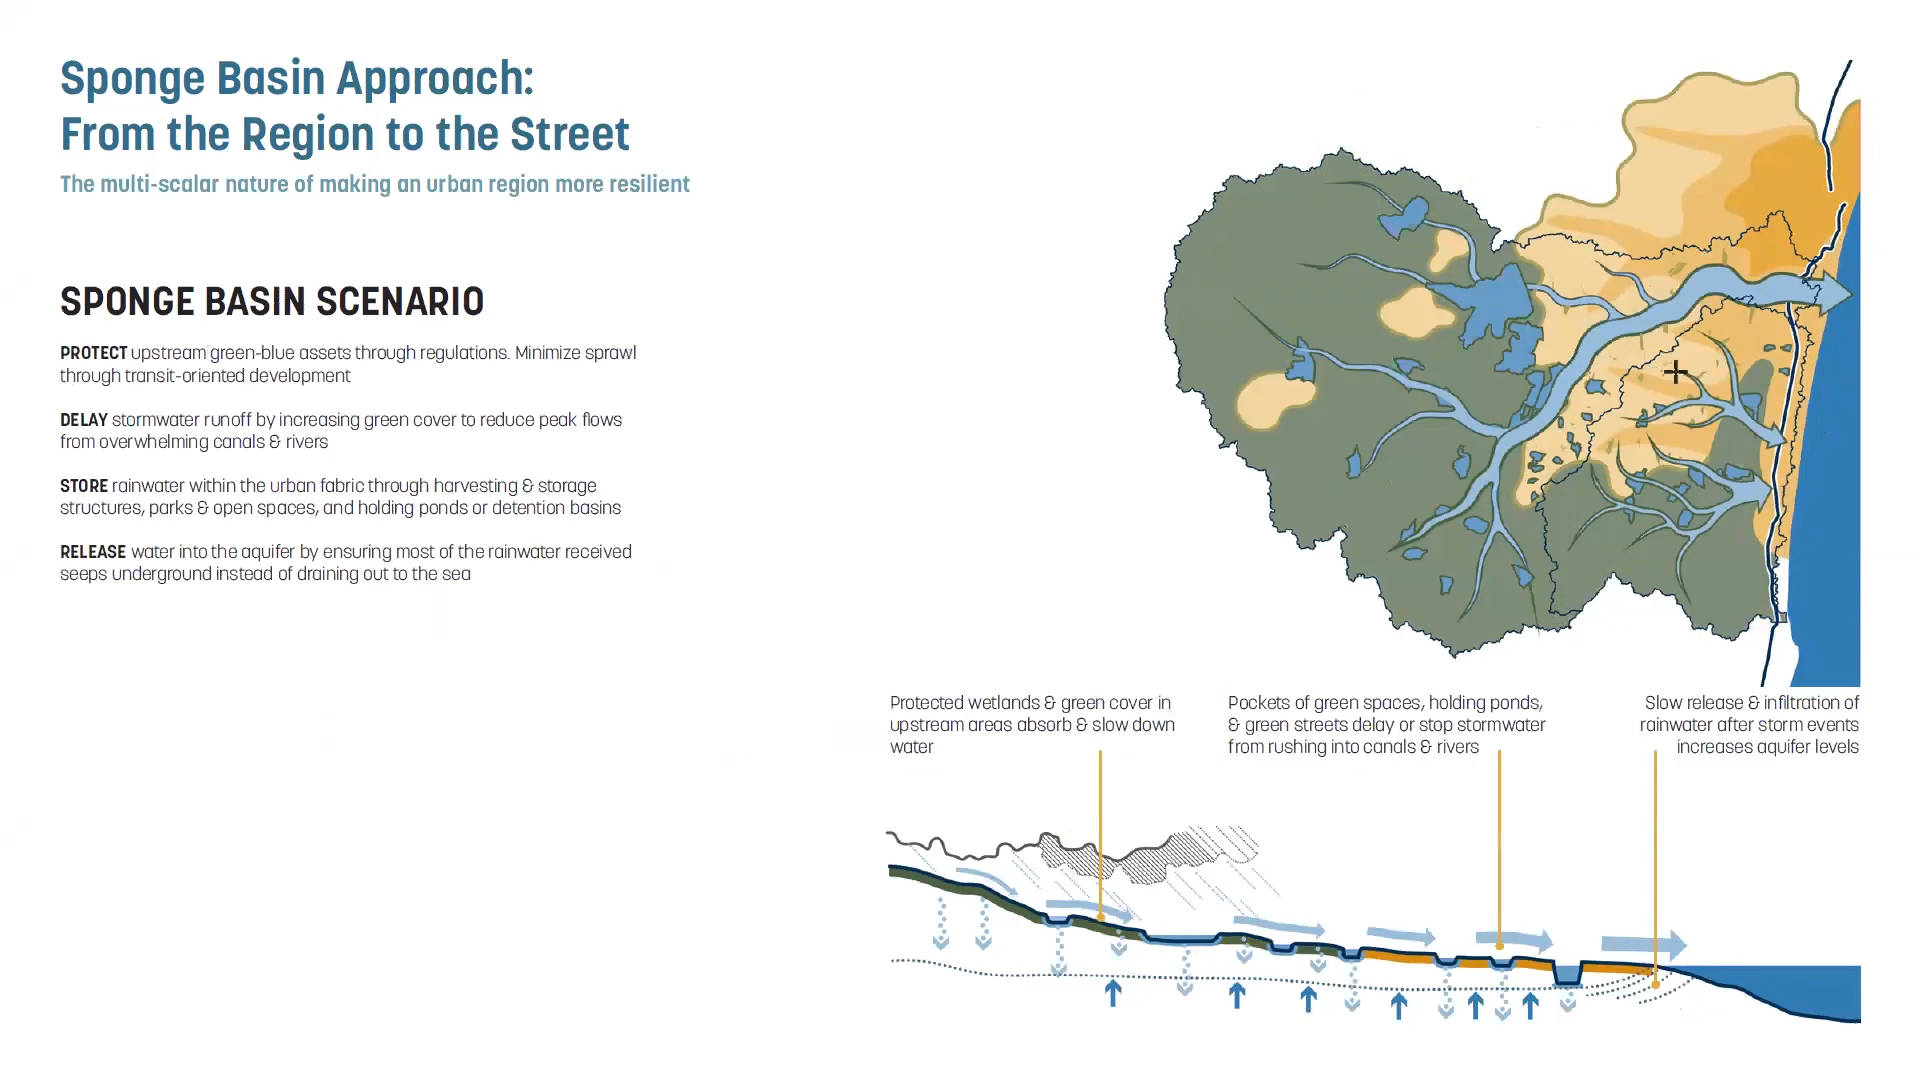 Sponge Basin Approach:
From the Region to the Street
The multi-scalar nature of making an urban region more resilient
SPONGE BASIN SCENARIO
PROTECT upstream green-blue assets through regulations. Minimize sprawl
through transit-oriented development
DELAY stormwater runoff by increasing green cover to reduce peak flows
from overwhelming canals & rivers
STORE rainwater within the urban fabric through harvesting & storage
structures, parks & open spaces, and holding ponds or detention basins
RELEASE water into the aquifer by ensuring most of the rainwater received
seeps underground instead of draining out to the sea
Protected wetlands & green cover in
upstream areas absorb & slow down
water
Pockets of green spaces, holding ponds,
& green streets delay or stop stormwater
from rushing into canals & rivers
Slow release & infiltration of
rainwater after storm events
increases aquifer levels